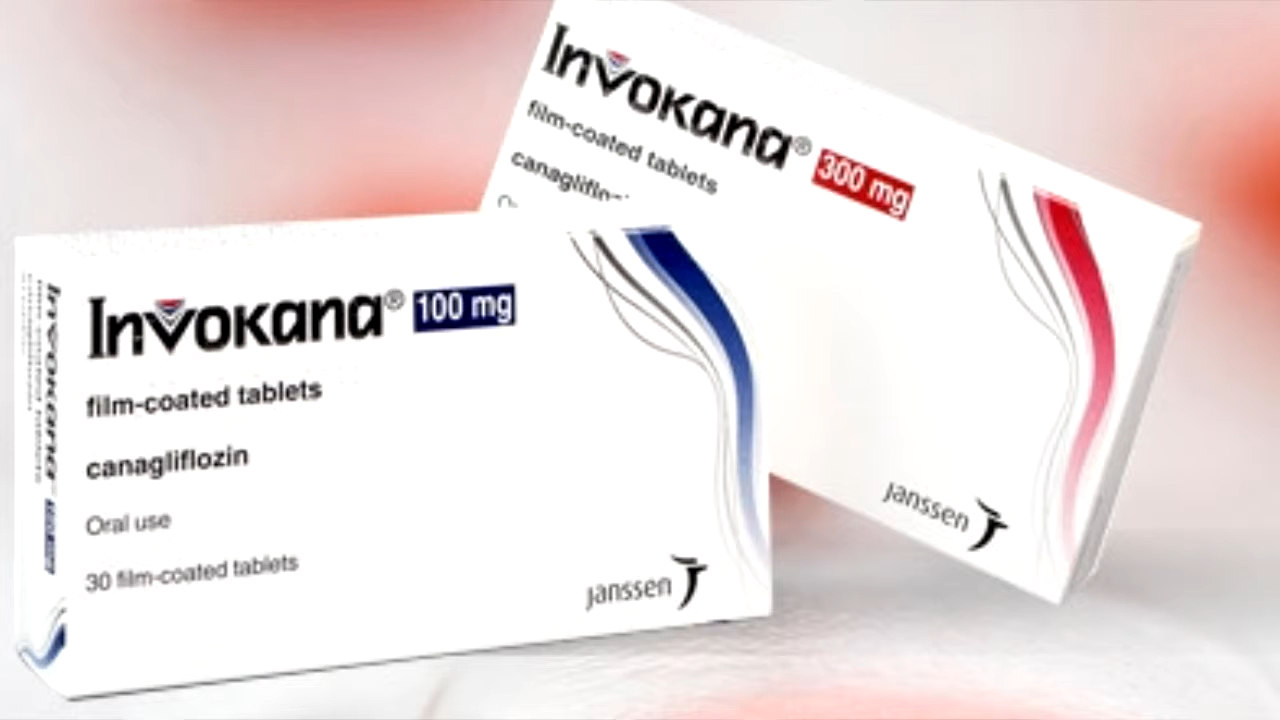 Invokana® 300 mg
film-coated tablets
Invokana® 100 mg
film-coated tablets
canagliflozin
Oral use
30 film-coated tablets
janssen
janssen
Invokana